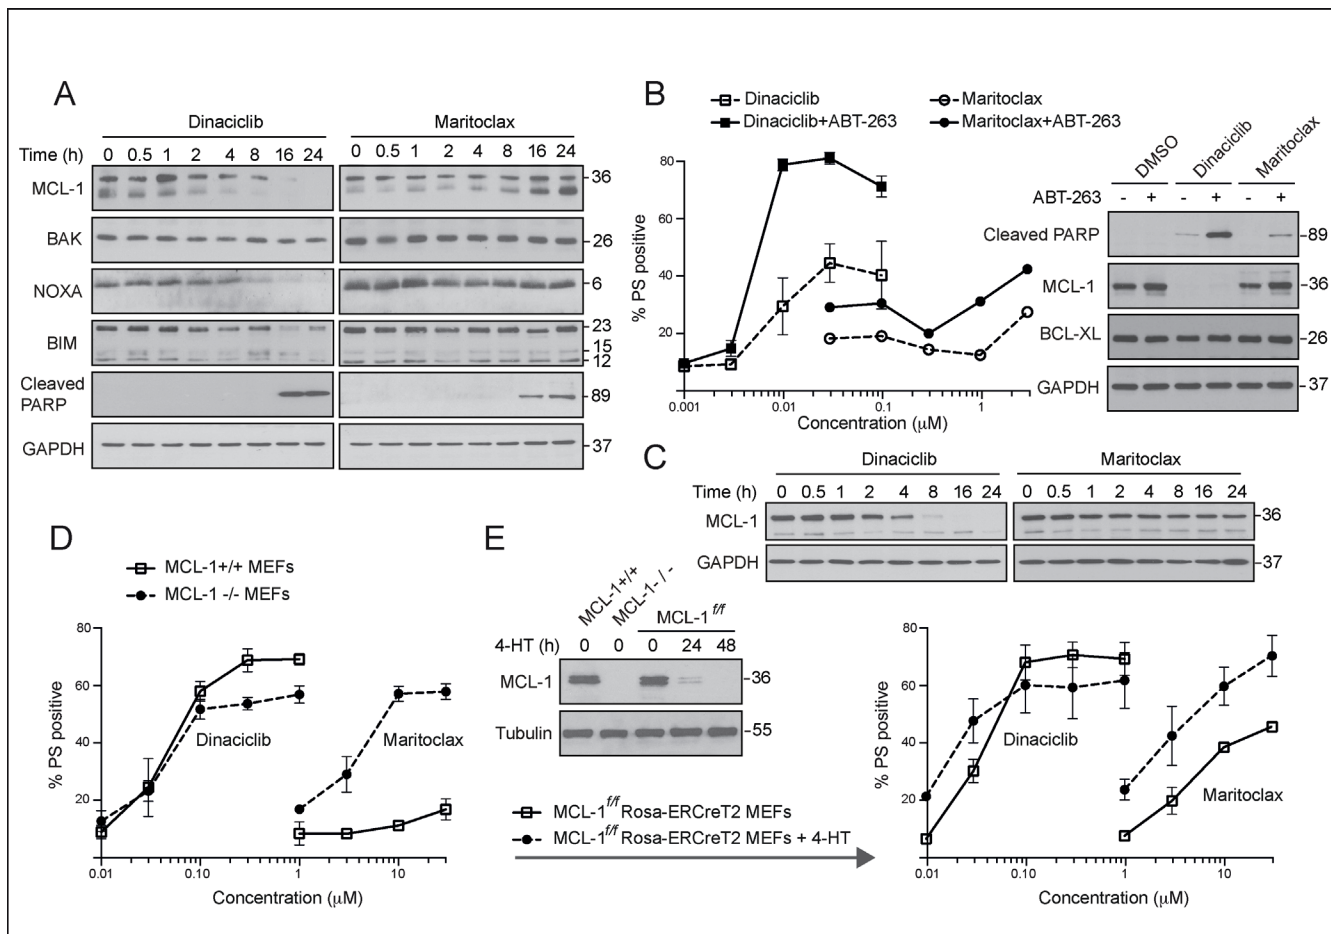 A
Dinaciclib Maritoclax
Time (h) 0 0.5 1 2 4 8 16 24 0 0.5 1 2 4 8 16 24
MCL-1 -36
BAK -26
NOXA -6
BIM -23
-15
-12
Cleaved PARP -89
GAPDH -37
B
Dinaciclib Maritoclax
Dinaciclib+ABT-263 Maritoclax+ABT-263
% PS positive
80
60
40
20
0.001 0.01 0.1 1
Concentration (μM)
DMSO Dinaciclib Maritoclax
ABT-263 - + - + - +
Cleaved PARP -89
MCL-1 -36
BCL-XL -26
GAPDH -37
C
Dinaciclib Maritoclax
Time (h) 0 0.5 1 2 4 8 16 24 0 0.5 1 2 4 8 16 24
MCL-1 -36
GAPDH -37
D
MCL-1+/+ MEFs
MCL-1 -/- MEFs
% PS positive
80
60
40
20
Dinaciclib Maritoclax
0.01 0.10 1 10
Concentration (μM)
E
MCL-1+/+ MCL-1-/- MCL-1f/f
4-HT (h) 0 0 0 24 48
MCL-1 -36
Tubulin -55
MCL-1f/f Rosa-ERCreT2 MEFs
MCL-1f/f Rosa-ERCreT2 MEFs + 4-HT
% PS positive
80
60
40
20
Dinaciclib
Maritoclax
0.01 0.10 1 10
Concentration (μM)